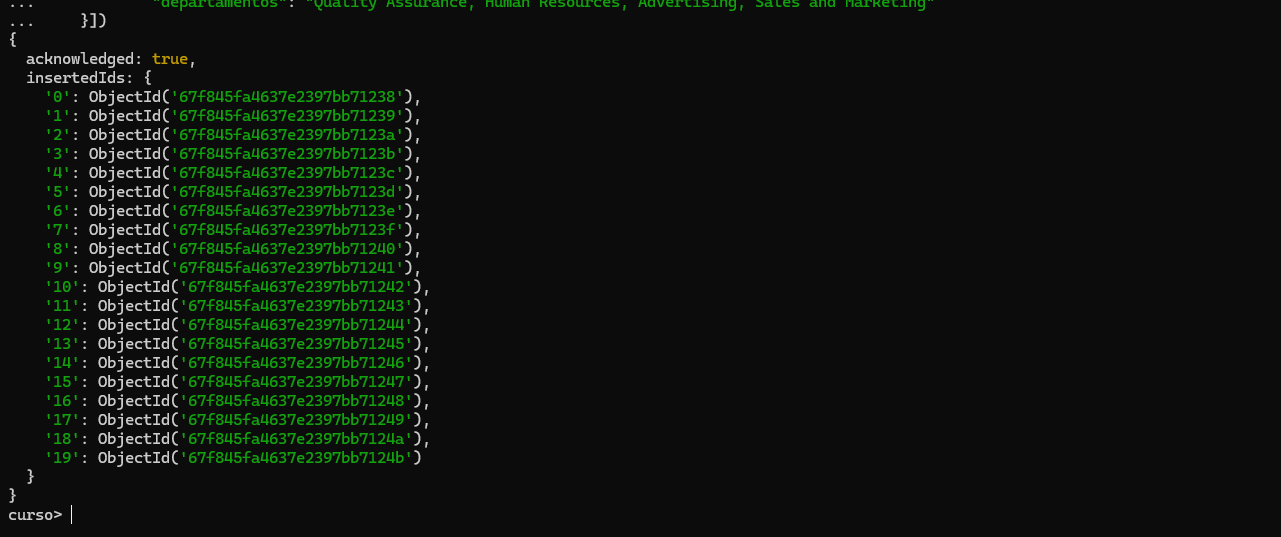 ...             "departamentos": "Quality Assurance, Human Resources, Advertising, Sales and Marketing"
...     }])
{
  acknowledged: true,
  insertedIds: {
    '0': ObjectId('67f845fa4637e2397bb71238'),
    '1': ObjectId('67f845fa4637e2397bb71239'),
    '2': ObjectId('67f845fa4637e2397bb7123a'),
    '3': ObjectId('67f845fa4637e2397bb7123b'),
    '4': ObjectId('67f845fa4637e2397bb7123c'),
    '5': ObjectId('67f845fa4637e2397bb7123d'),
    '6': ObjectId('67f845fa4637e2397bb7123e'),
    '7': ObjectId('67f845fa4637e2397bb7123f'),
    '8': ObjectId('67f845fa4637e2397bb71240'),
    '9': ObjectId('67f845fa4637e2397bb71241'),
    '10': ObjectId('67f845fa4637e2397bb71242'),
    '11': ObjectId('67f845fa4637e2397bb71243'),
    '12': ObjectId('67f845fa4637e2397bb71244'),
    '13': ObjectId('67f845fa4637e2397bb71245'),
    '14': ObjectId('67f845fa4637e2397bb71246'),
    '15': ObjectId('67f845fa4637e2397bb71247'),
    '16': ObjectId('67f845fa4637e2397bb71248'),
    '17': ObjectId('67f845fa4637e2397bb71249'),
    '18': ObjectId('67f845fa4637e2397bb7124a'),
    '19': ObjectId('67f845fa4637e2397bb7124b')
  }
}
curso>